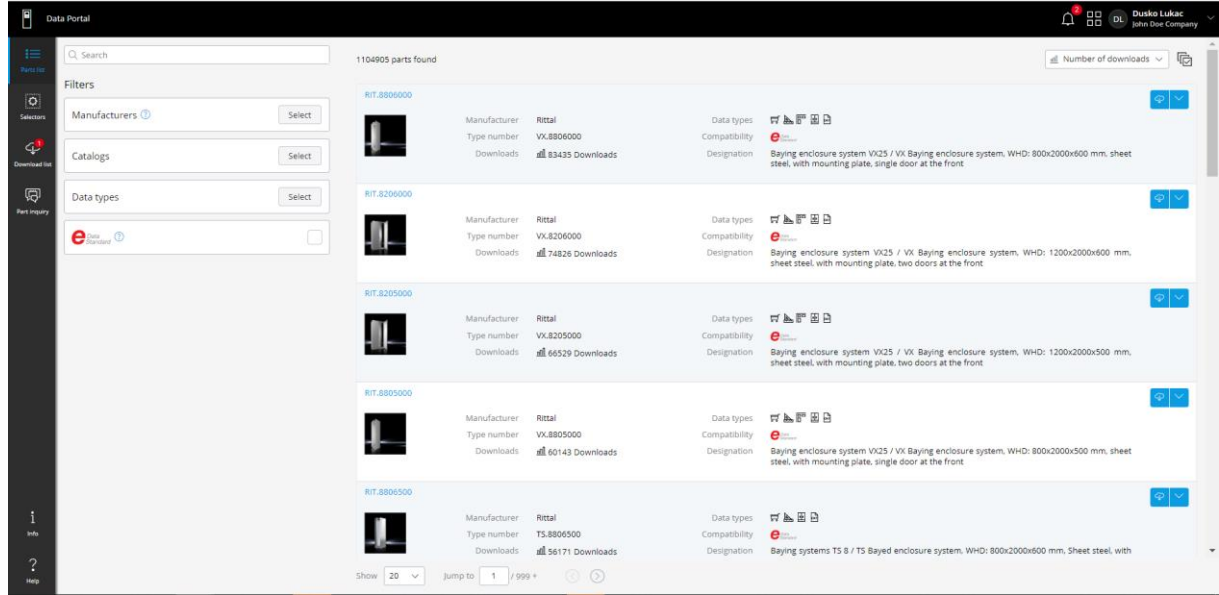 Data Portal
2
DL
Dusko Lukac
John Doe Company
Parts list
Selectors
1
Download list
Part inquiry
Info
Help
Search
Filters
Manufacturers
Select
Catalogs
Select
Data types
Select
e Data Standard
1104905 parts found
Number of downloads
RIT.8806000
Manufacturer Rittal
Type number VX.8806000
Downloads 83435 Downloads
Data types
Compatibility
Designation Baying enclosure system VX25 / VX Baying enclosure system, WHD: 800x2000x600 mm, sheet
steel, with mounting plate, single door at the front
RIT.8206000
Manufacturer Rittal
Type number VX.8206000
Downloads 74826 Downloads
Data types
Compatibility
Designation Baying enclosure system VX25 / VX Baying enclosure system, WHD: 1200x2000x600 mm,
sheet steel, with mounting plate, two doors at the front
RIT.8205000
Manufacturer Rittal
Type number VX.8205000
Downloads 66529 Downloads
Data types
Compatibility
Designation Baying enclosure system VX25 / VX Baying enclosure system, WHD: 1200x2000x500 mm,
sheet steel, with mounting plate, two doors at the front
RIT.8805000
Manufacturer Rittal
Type number VX.8805000
Downloads 60143 Downloads
Data types
Compatibility
Designation Baying enclosure system VX25 / VX Baying enclosure system, WHD: 800x2000x500 mm, sheet
steel, with mounting plate, single door at the front
RIT.8806500
Manufacturer Rittal
Type number TS.8806500
Downloads 56171 Downloads
Data types
Compatibility
Designation Baying systems TS 8 / TS Bayed enclosure system, WHD: 800x2000x600 mm, Sheet steel, with
Show 20 Jump to 1 / 999 +